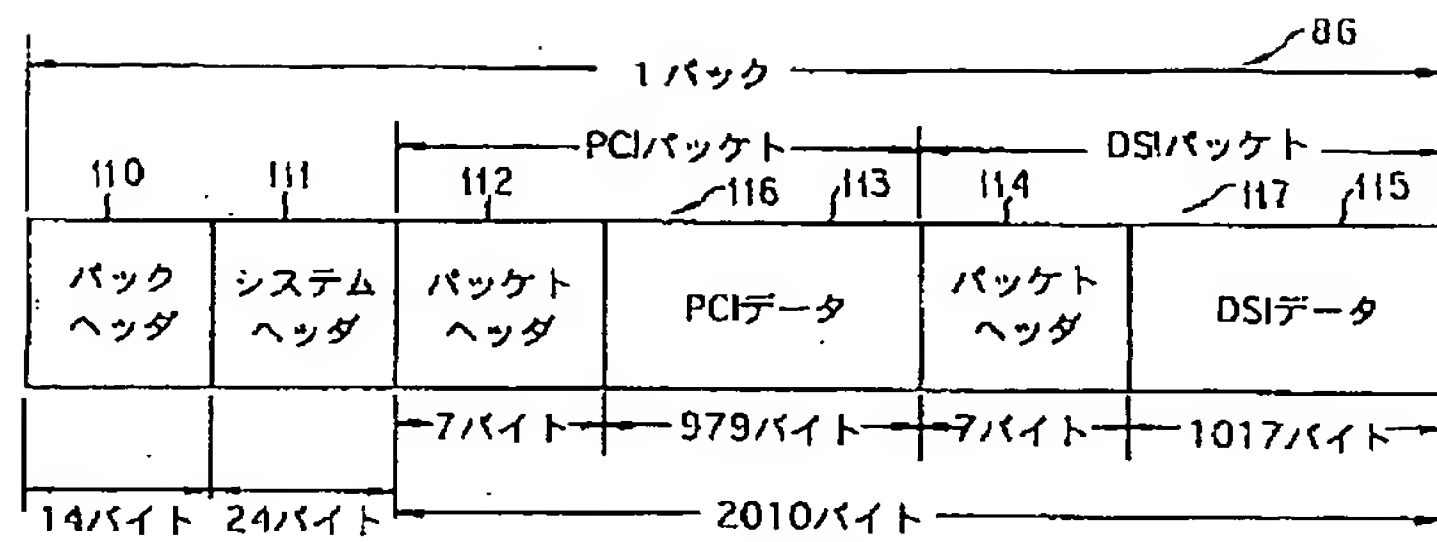 86
1パック
PCIパケット
DSIパケット
110
111
112
116
113
114
117
115
パック
ヘッダ
システム
ヘッダ
パケット
ヘッダ
PCIデータ
パケット
ヘッダ
DSIデータ
7バイト
979バイト
7バイト
1017バイト
14バイト
24バイト
2010バイト